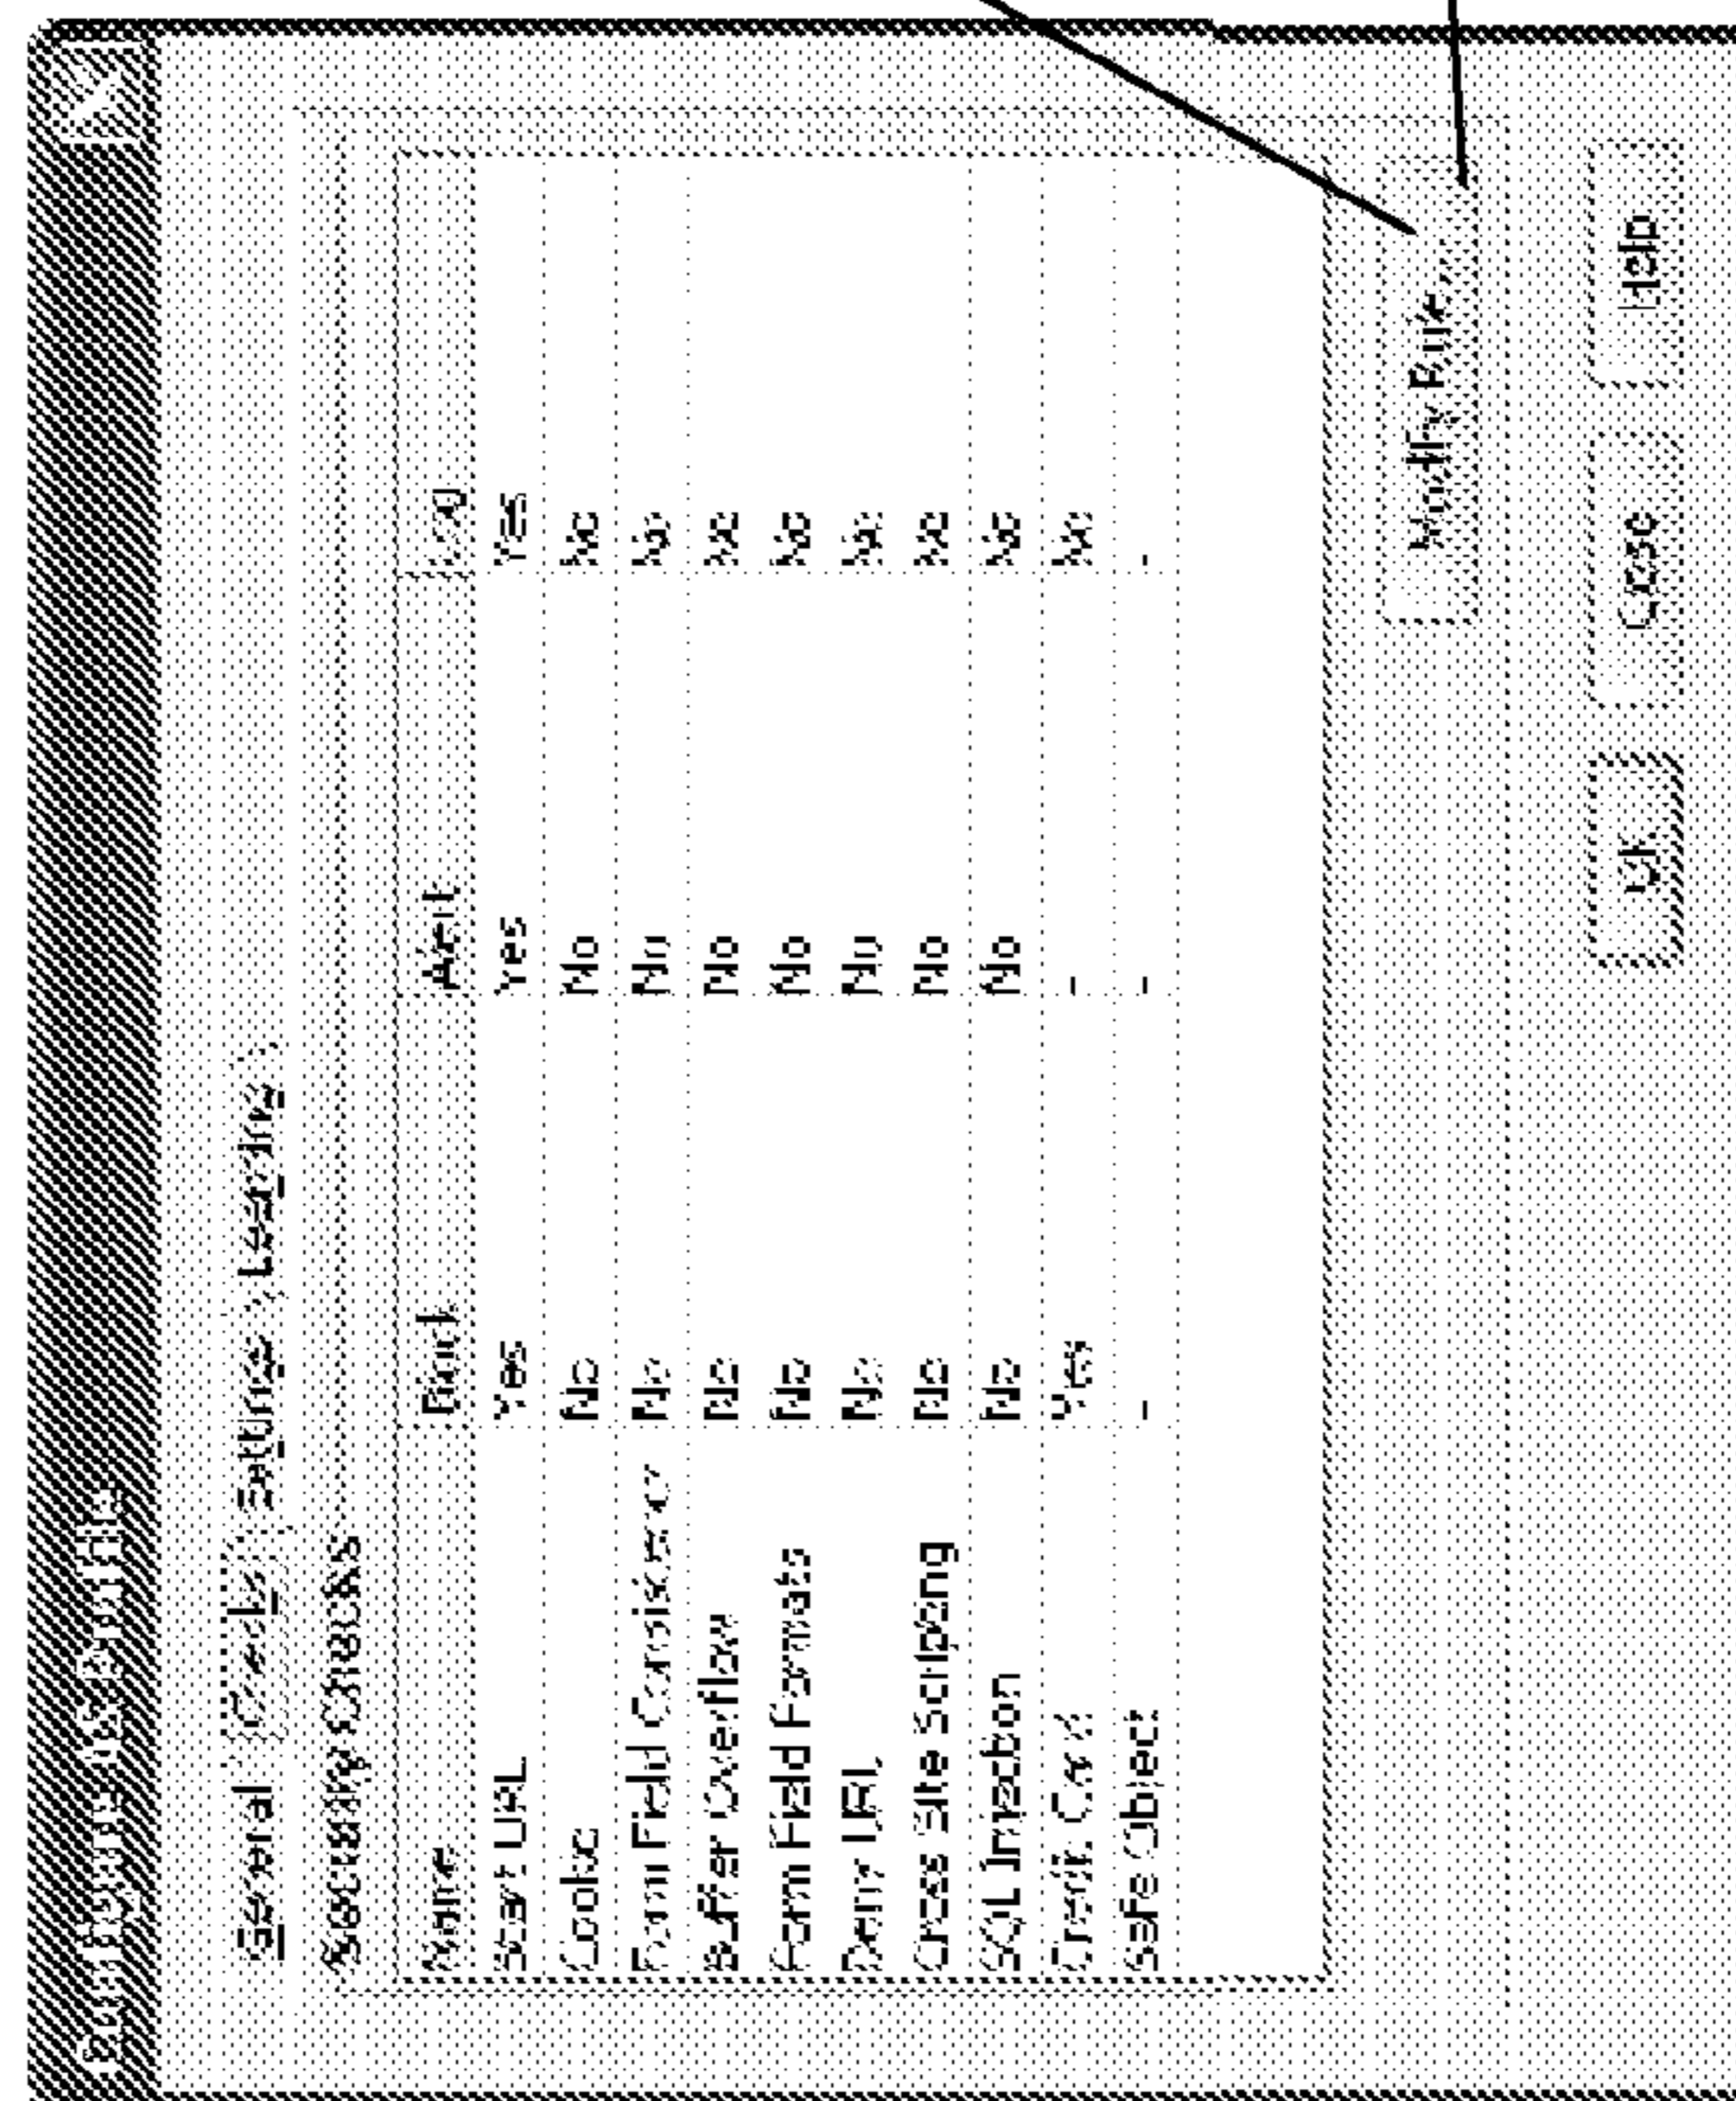 General Checks Settings Learning
Security Checks
Name Block Alert Log
Start URL Yes Yes Yes
Cookie No No No
Form Field Consistency No No No
Buffer Overflow No No No
Form Field Formats No No No
Deny URL No No No
Cross Site Scripting No No No
SQL Injection No No No
Credit Card Yes - No
Safe Object - - -
Modify Rule...
OK Close Help